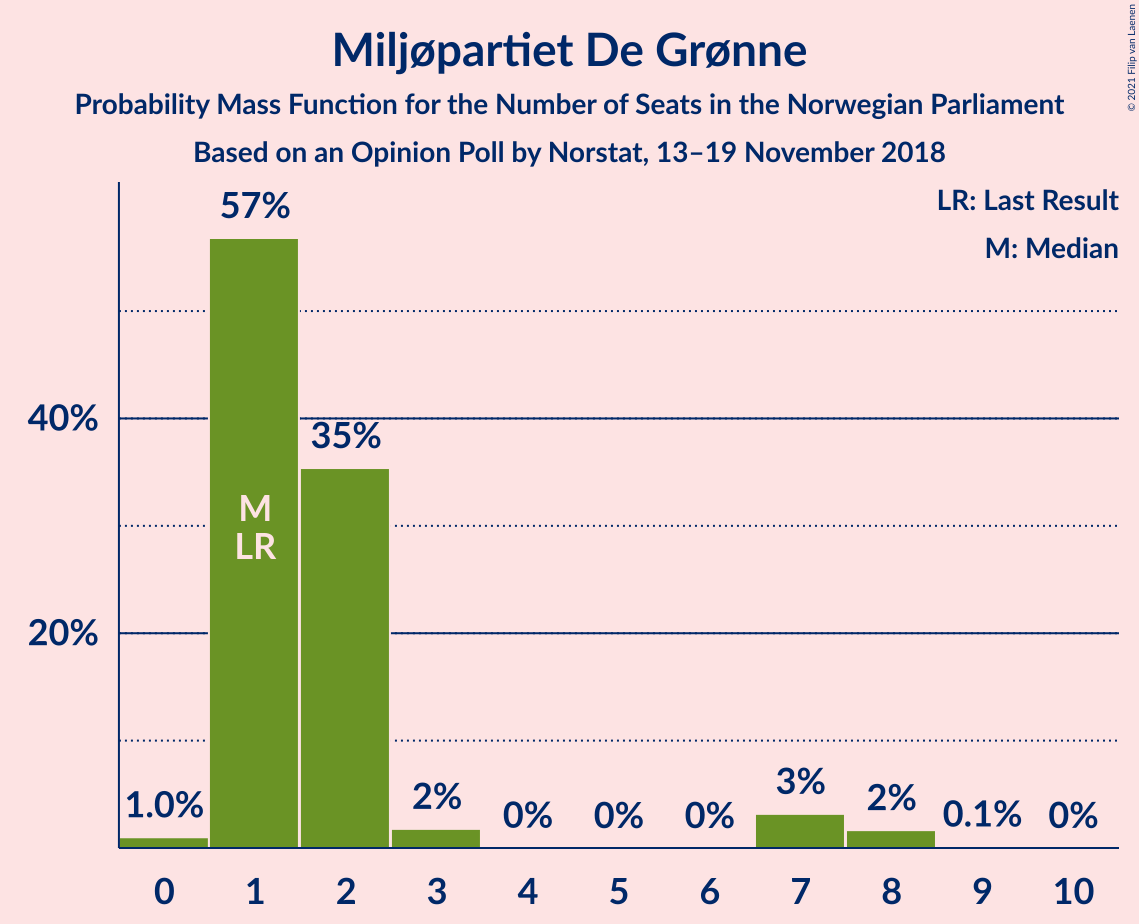 Miljøpartiet De Grønne
Probability Mass Function for the Number of Seats in the Norwegian Parliament
Based on an Opinion Poll by Norstat, 13–19 November 2018
© 2021 Filip van Laenen
LR: Last Result
M: Median
57%
40%
35%
M
LR
20%
1.0%
2%
0%
0%
0%
3%
2%
0.1%
0%
0 1 2 3 4 5 6 7 8 9 10